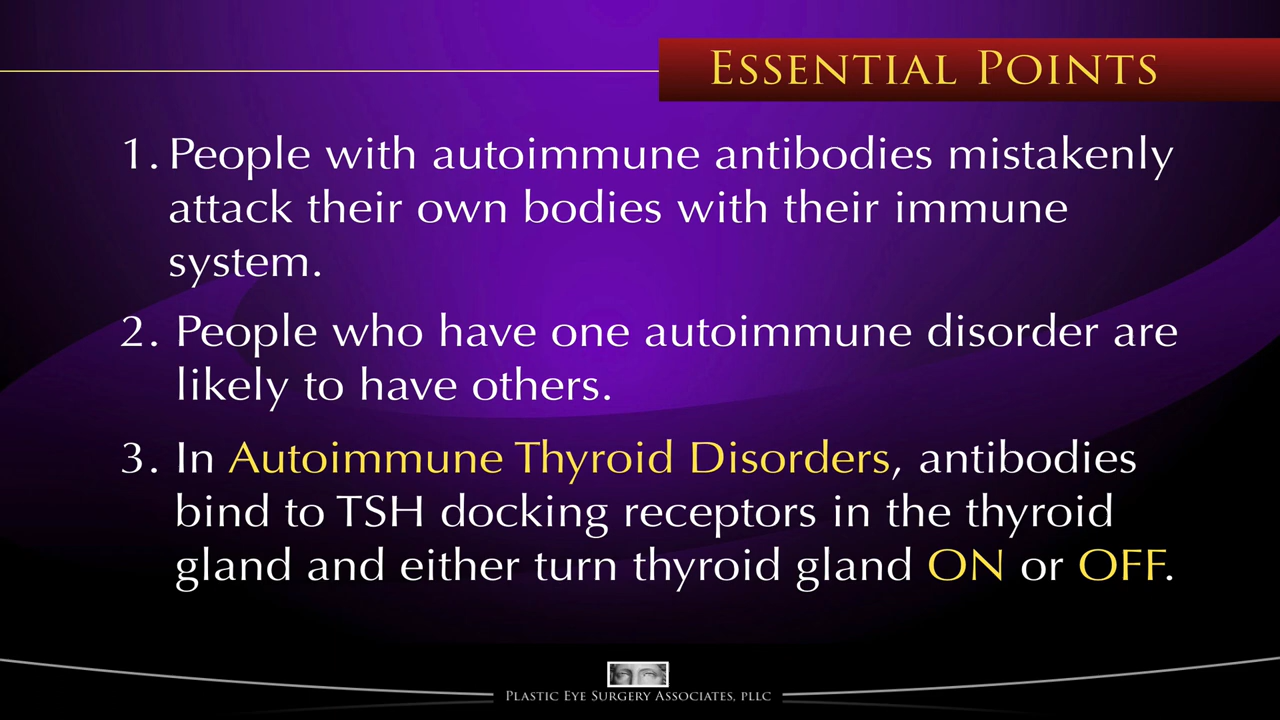 ESSENTIAL POINTS
1. People with autoimmune antibodies mistakenly
attack their own bodies with their immune
system.
2. People who have one autoimmune disorder are
likely to have others.
3. In Autoimmune Thyroid Disorders, antibodies
bind to TSH docking receptors in the thyroid
gland and either turn thyroid gland ON or OFF.
PLASTIC EYE SURGERY ASSOCIATES, PLLC